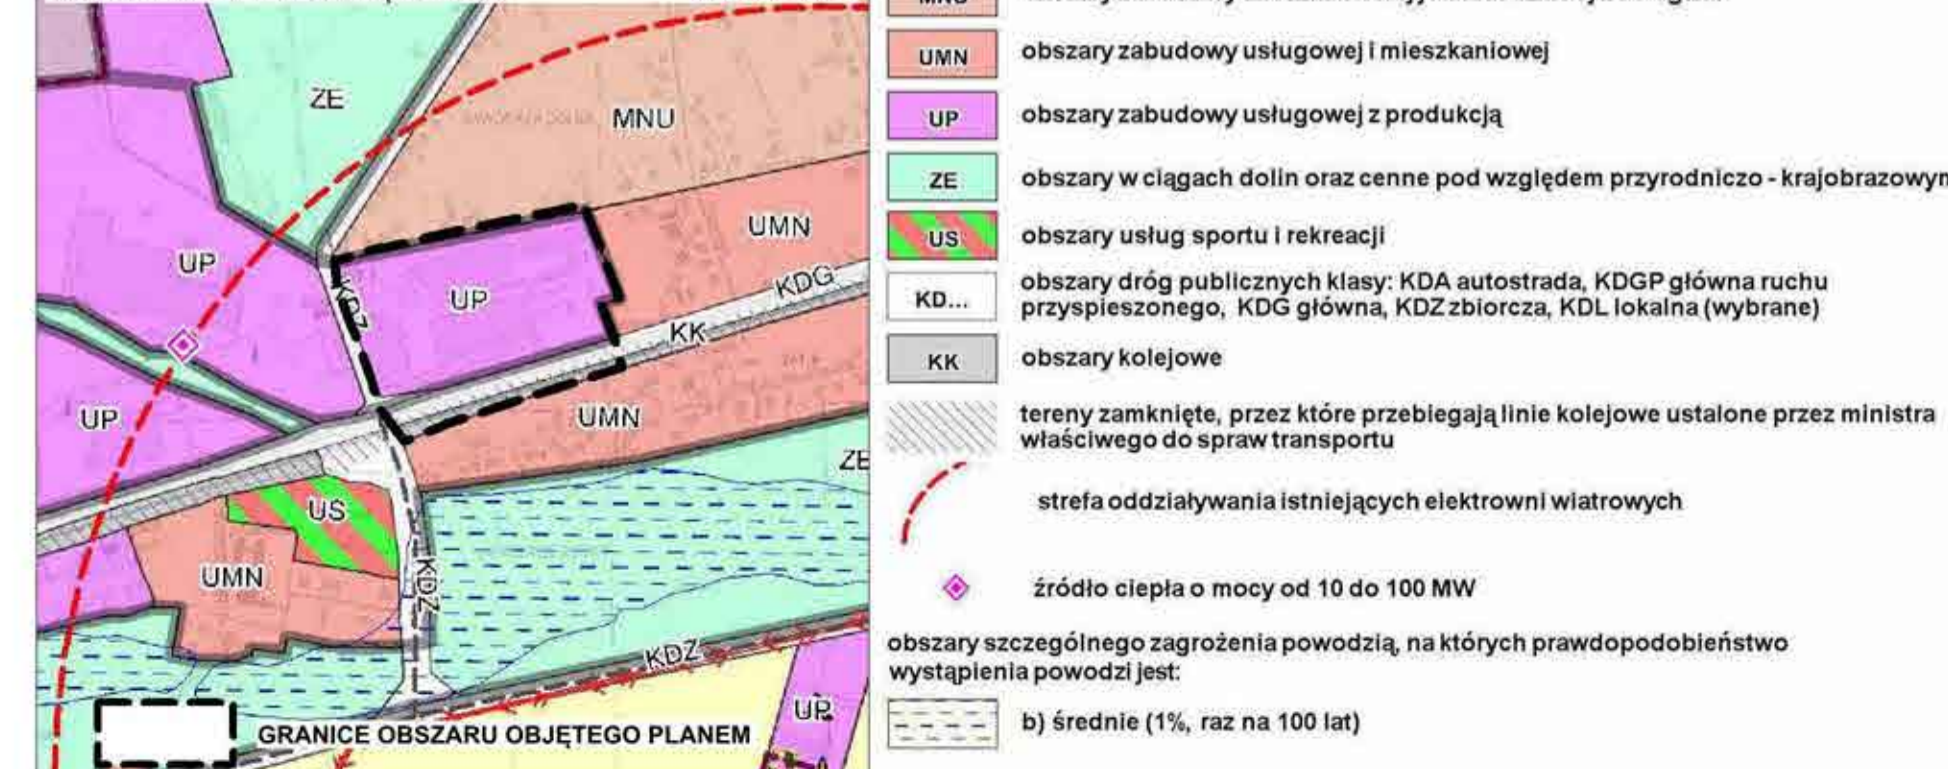 ZE
MNU
UMN
UP
KDZ
UP
KDG
KK
UP
UMN
ZE
US
UMN
KDZ
KDZ
UP
GRANICE OBSZARU OBJĘTEGO PLANEM
MNU
UMN obszary zabudowy usługowej i mieszkaniowej
UP obszary zabudowy usługowej z produkcją
ZE obszary w ciągach dolin oraz cenne pod względem przyrodniczo - krajobrazowym
US obszary usług sportu i rekreacji
KD... obszary dróg publicznych klasy: KDA autostrada, KDGP główna ruchu
przyspieszonego, KDG główna, KDZ zbiorcza, KDL lokalna (wybrane)
KK obszary kolejowe
tereny zamknięte, przez które przebiegają linie kolejowe ustalone przez ministra
właściwego do spraw transportu
strefa oddziaływania istniejących elektrowni wiatrowych
źródło ciepła o mocy od 10 do 100 MW
obszary szczególnego zagrożenia powodzią, na których prawdopodobieństwo
wystąpienia powodzi jest:
b) średnie (1%, raz na 100 lat)